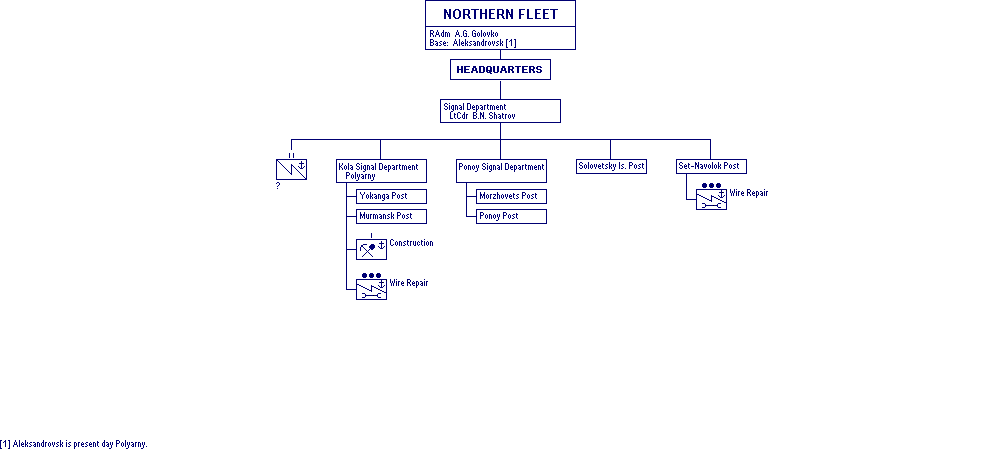 NORTHERN FLEET
RAdm A.G. Golovko
Base: Aleksandrovsk [1]
HEADQUARTERS
Signal Department
LtCdr B.N. Shatrov
?
Kola Signal Department
Polyarny
Yokanga Post
Murmansk Post
Construction
Wire Repair
Ponoy Signal Department
Morzhovets Post
Ponoy Post
Solovetsky Is. Post
Set-Navolok Post
Wire Repair
[1] Aleksandrovsk is present day Polyarny.